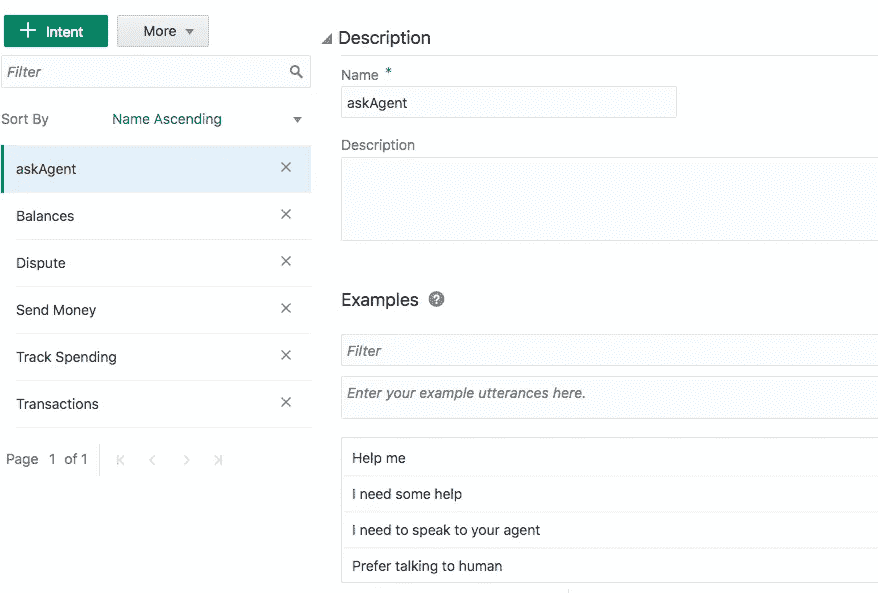 Intent
More
Filter
Sort By Name Ascending
askAgent
Balances
Dispute
Send Money
Track Spending
Transactions
Page 1 of 1
Description
Name *
askAgent
Description
Examples ?
Filter
Enter your example utterances here.
Help me
I need some help
I need to speak to your agent
Prefer talking to human